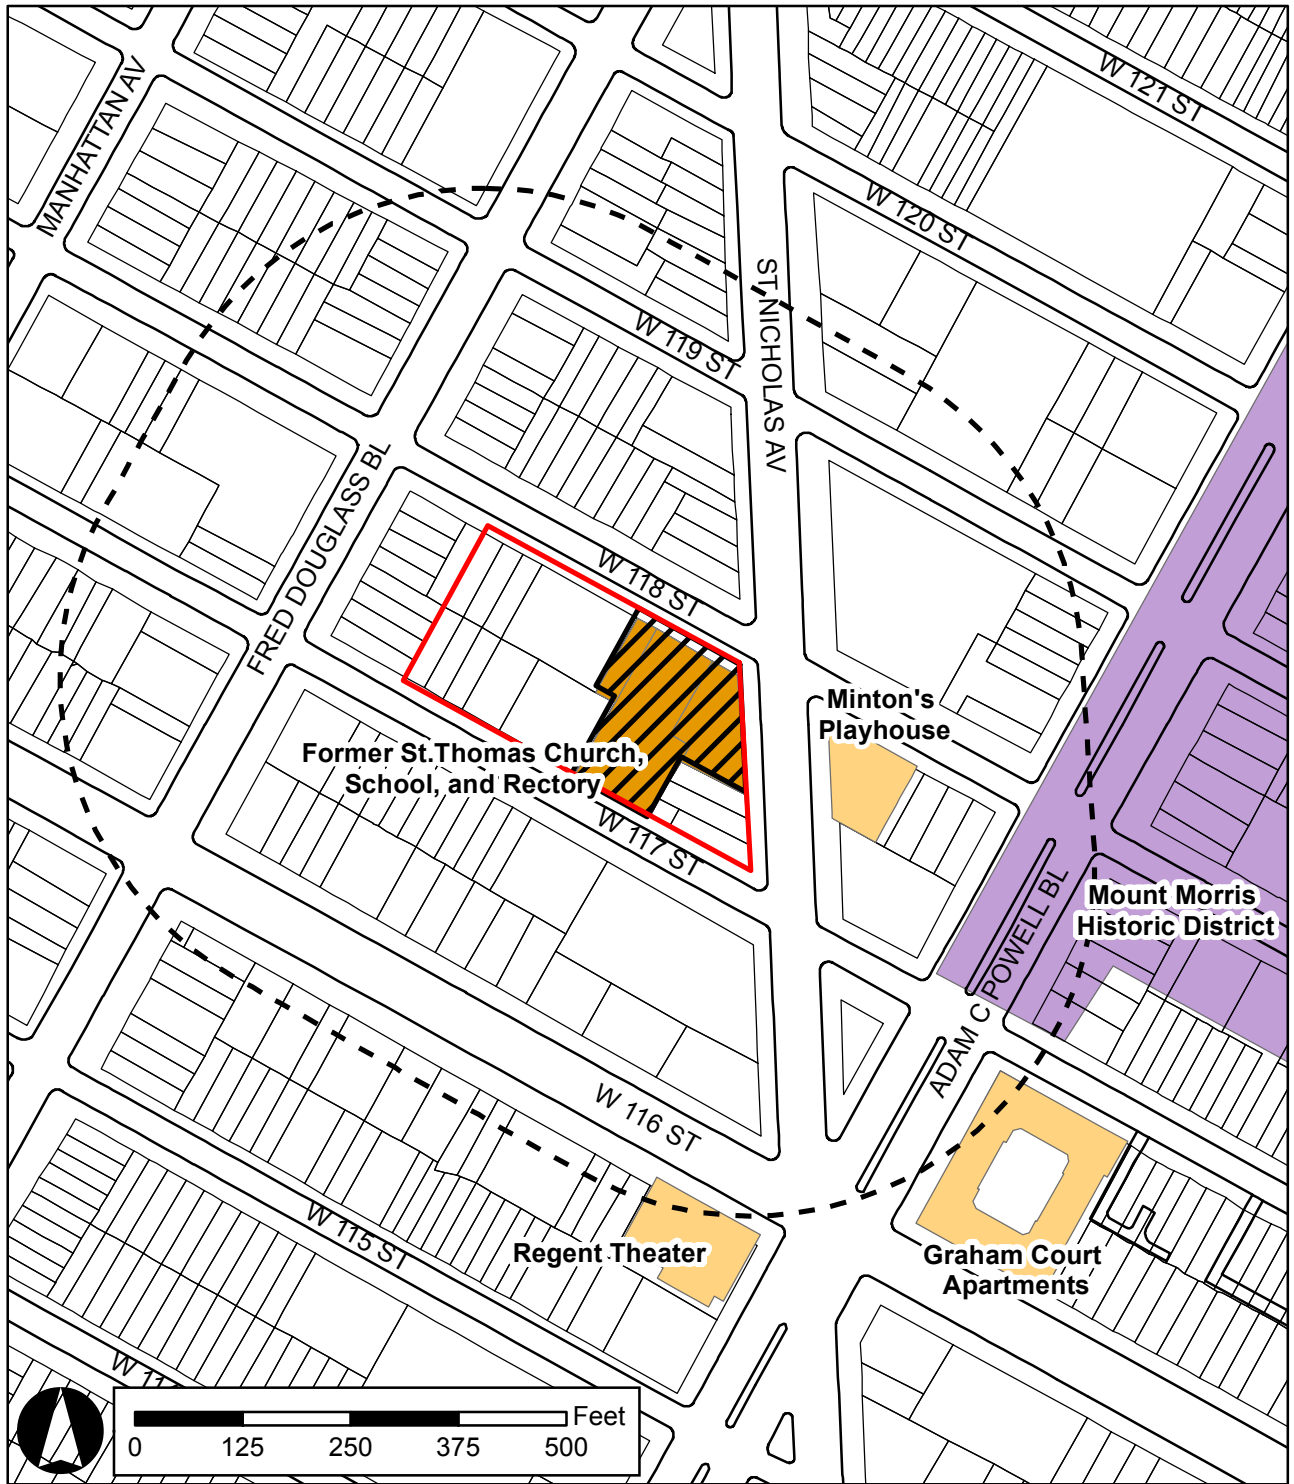 MANHATTAN AV
W 121 ST
W 120 ST
ST. NICHOLAS AV
W 119 ST
FRED DOUGLASS BL
W 118 ST
Minton's
Playhouse
Former St.Thomas Church,
School, and Rectory
W 117 ST
Mount Morris
Historic District
ADAM C POWELL BL
W 116 ST
W 115 ST
Regent Theater
Graham Court
Apartments
W 114
Feet
0 125 250 375 500